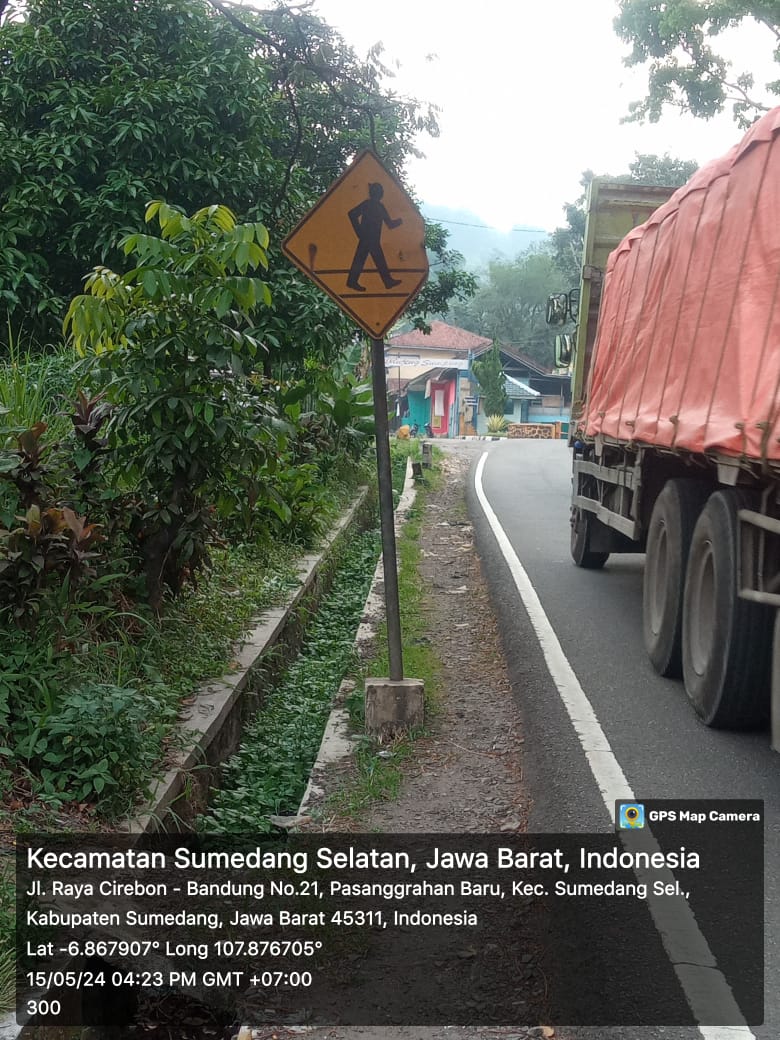 GPS Map Camera
Kecamatan Sumedang Selatan, Jawa Barat, Indonesia
Jl. Raya Cirebon - Bandung No.21, Pasanggrahan Baru, Kec. Sumedang Sel.,
Kabupaten Sumedang, Jawa Barat 45311, Indonesia
Lat -6.867907° Long 107.876705°
15/05/24 04:23 PM GMT +07:00
300